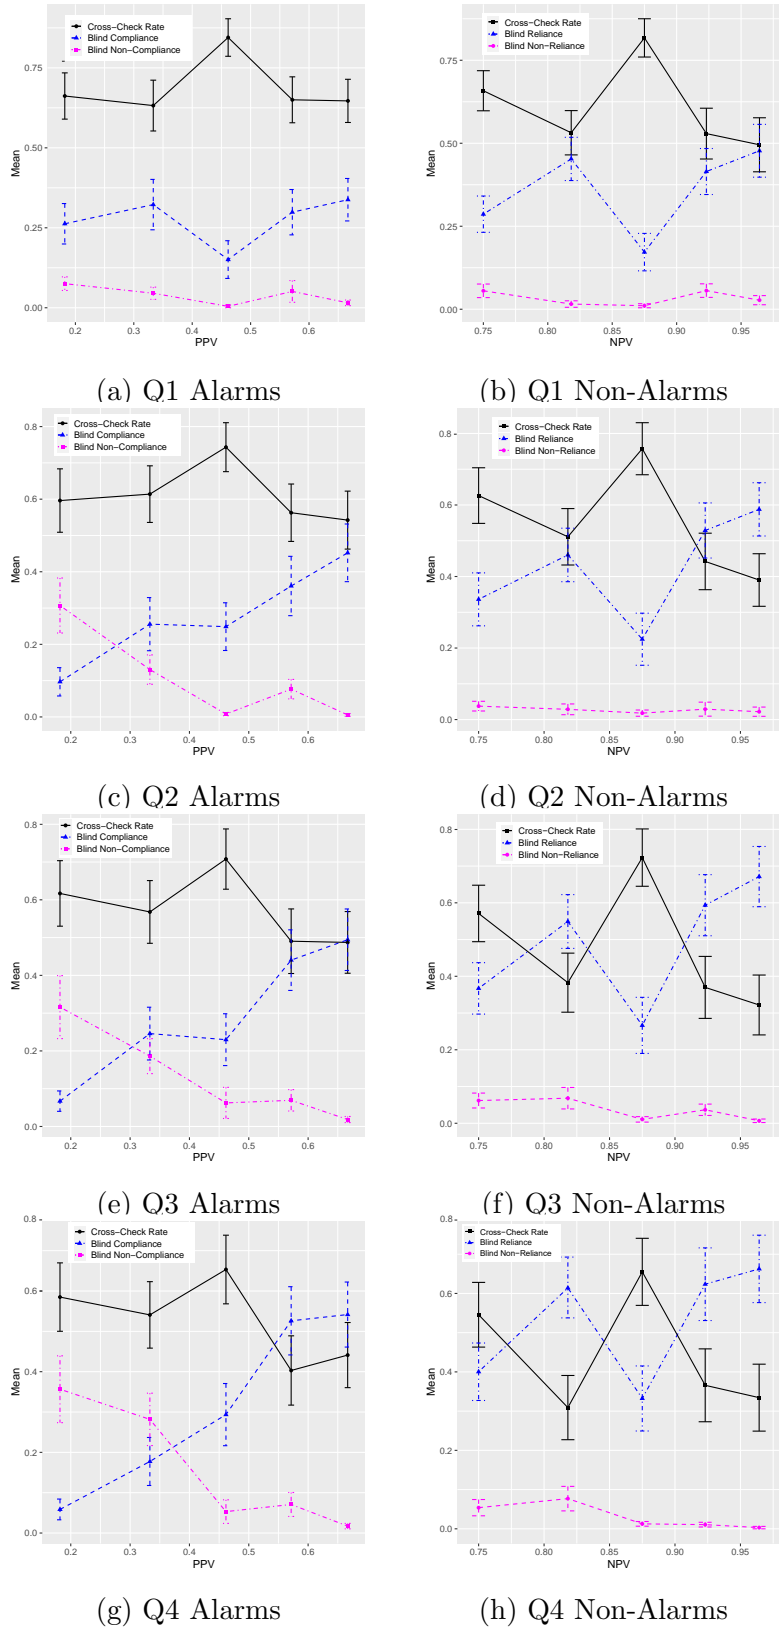 Cross−Check Rate
Blind Compliance
Blind Non−Compliance
Mean
0.75
0.50
0.25
0.00
0.2 0.3 0.4 0.5 0.6
PPV
(a) Q1 Alarms
Cross−Check Rate
Blind Reliance
Blind Non−Reliance
Mean
0.75
0.50
0.25
0.00
0.75 0.80 0.85 0.90 0.95
NPV
(b) Q1 Non-Alarms
Cross−Check Rate
Blind Compliance
Blind Non−Compliance
Mean
0.8
0.6
0.4
0.2
0.0
0.2 0.3 0.4 0.5 0.6
PPV
(c) Q2 Alarms
Cross−Check Rate
Blind Reliance
Blind Non−Reliance
Mean
0.8
0.6
0.4
0.2
0.0
0.75 0.80 0.85 0.90 0.95
NPV
(d) Q2 Non-Alarms
Cross−Check Rate
Blind Compliance
Blind Non−Compliance
Mean
0.8
0.6
0.4
0.2
0.0
0.2 0.3 0.4 0.5 0.6
PPV
(e) Q3 Alarms
Cross−Check Rate
Blind Reliance
Blind Non−Reliance
Mean
0.8
0.6
0.4
0.2
0.0
0.75 0.80 0.85 0.90 0.95
NPV
(f) Q3 Non-Alarms
Cross−Check Rate
Blind Compliance
Blind Non−Compliance
Mean
0.8
0.6
0.4
0.2
0.0
0.2 0.3 0.4 0.5 0.6
PPV
(g) Q4 Alarms
Cross−Check Rate
Blind Reliance
Blind Non−Reliance
Mean
0.8
0.6
0.4
0.2
0.0
0.75 0.80 0.85 0.90 0.95
NPV
(h) Q4 Non-Alarms